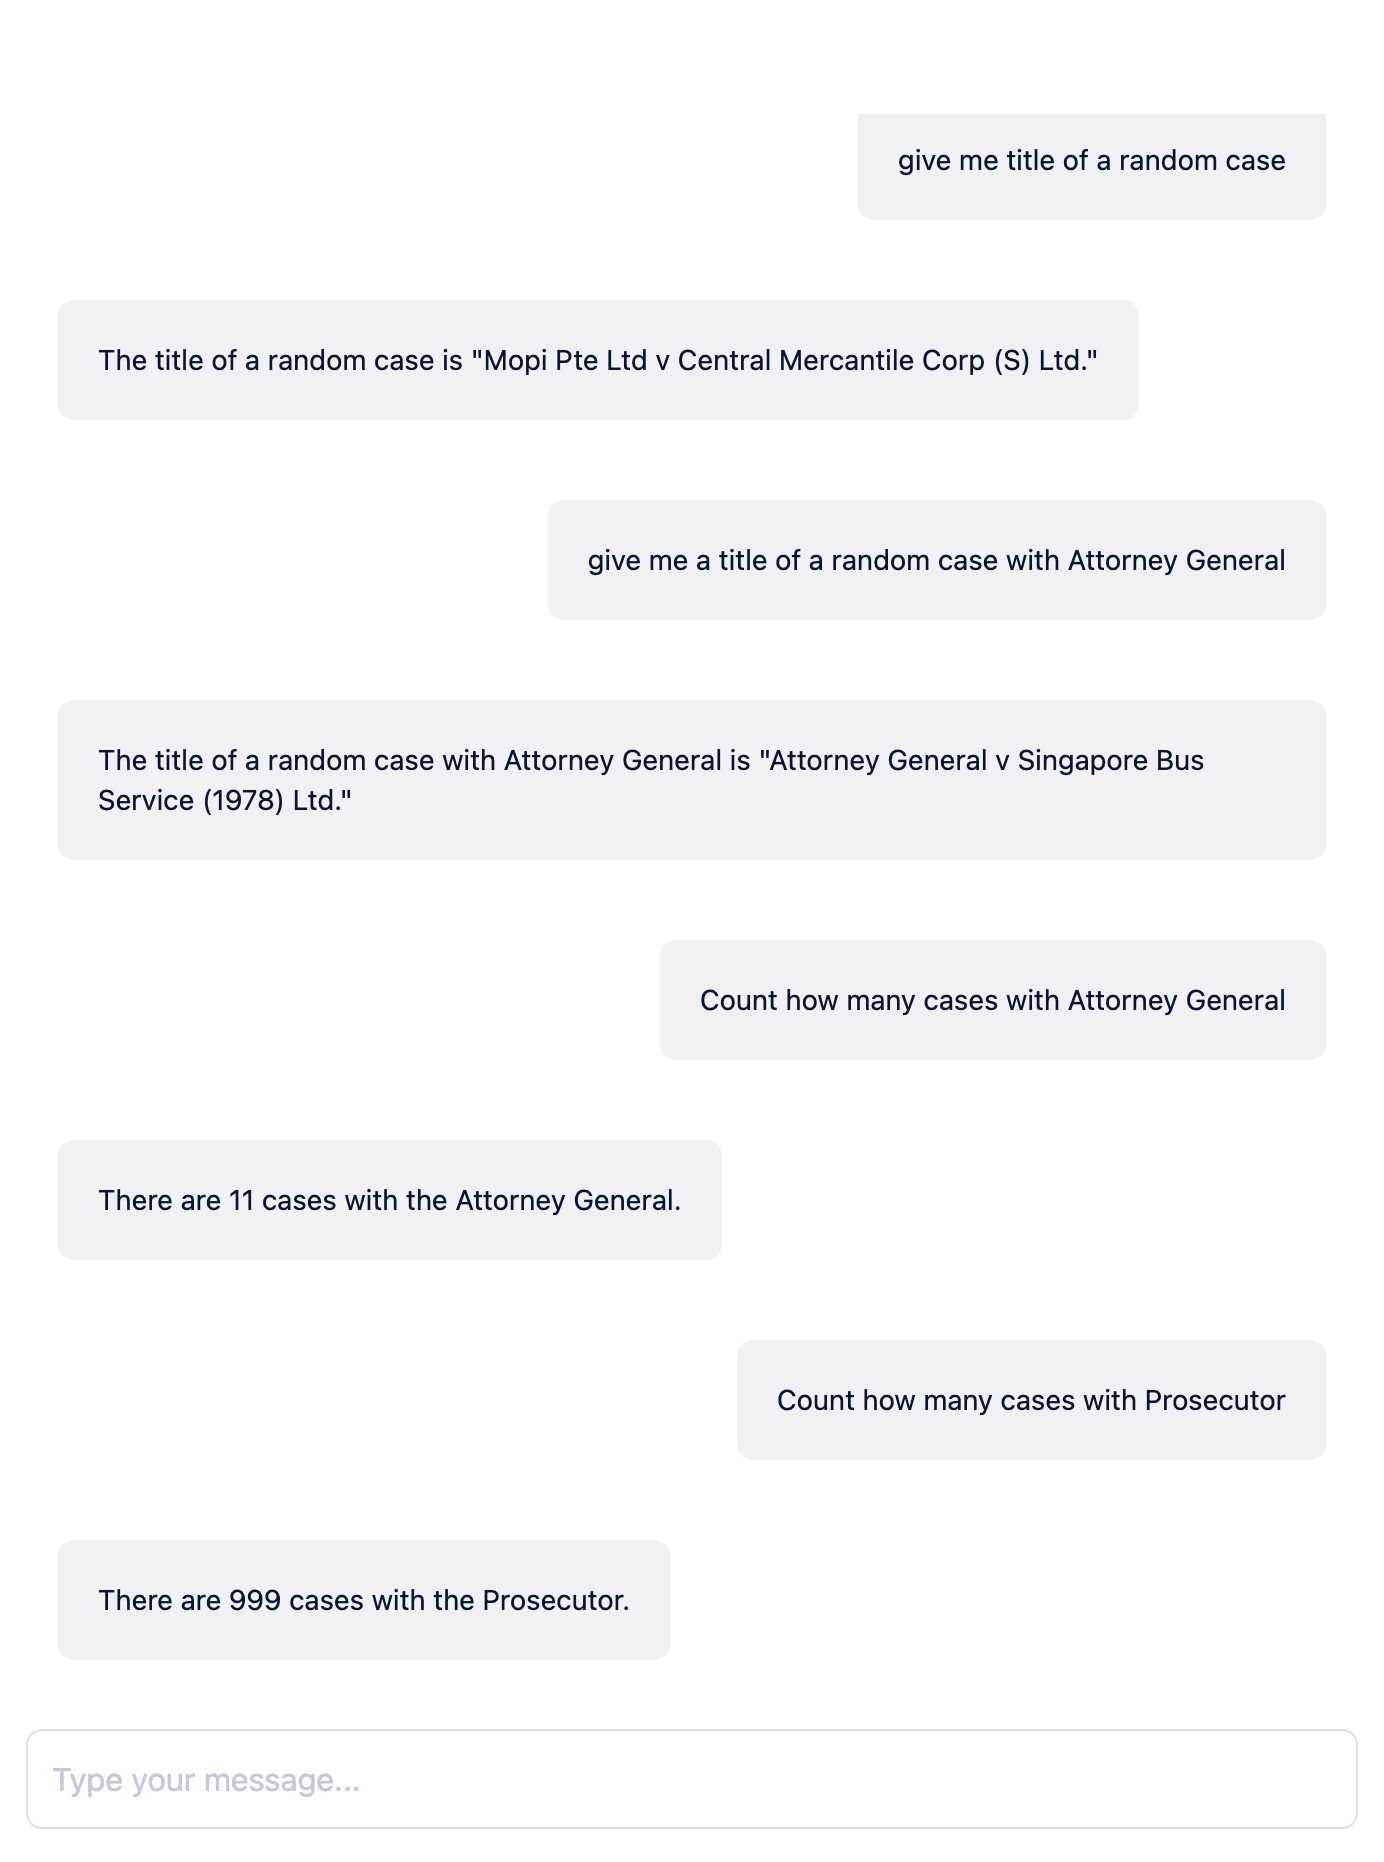 give me title of a random case
The title of a random case is "Mopi Pte Ltd v Central Mercantile Corp (S) Ltd."
give me a title of a random case with Attorney General
The title of a random case with Attorney General is "Attorney General v Singapore Bus
Service (1978) Ltd."
Count how many cases with Attorney General
There are 11 cases with the Attorney General.
Count how many cases with Prosecutor
There are 999 cases with the Prosecutor.
Type your message...